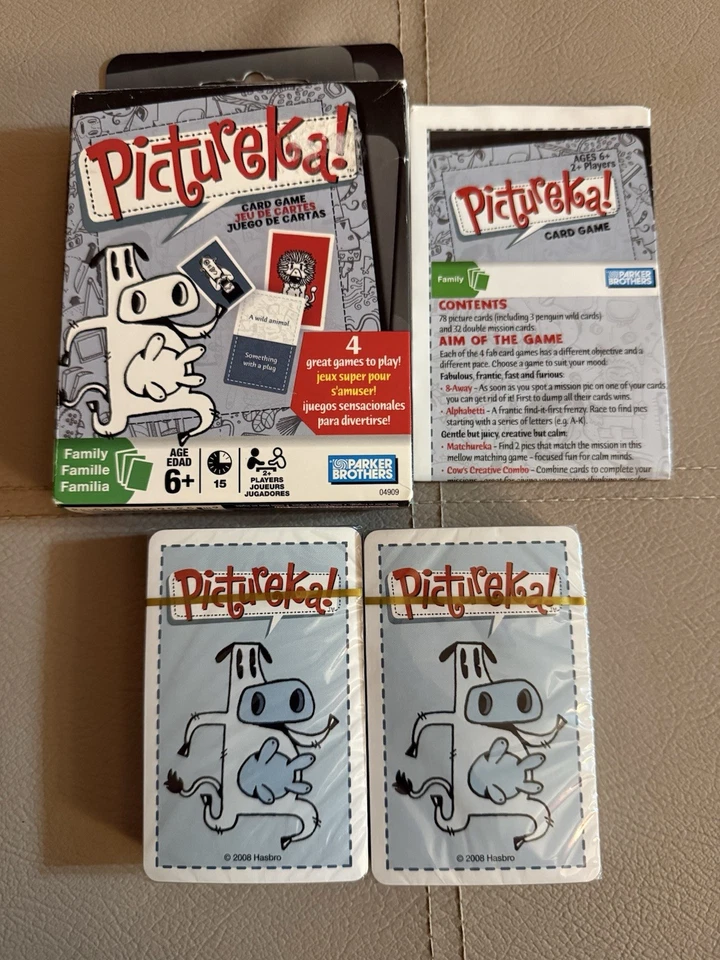 Pictureka!
CARD GAME
JEU DE CARTES
JUEGO DE CARTAS
A wild animal
Something
with a plug
4
great games to play!
jeux super pour
s'amuser!
¡juegos sensacionales
para divertirse!
Family
Famille
Familia
AGE
EDAD
6+
15
2+
PLAYERS
JOUEURS
JUGADORES
PARKER
BROTHERS
04909
AGES 6+
2+ Players
Pictureka!
CARD GAME
Family
PARKER
BROTHERS
CONTENTS
78 picture cards (including 3 penguin wild cards)
and 32 double mission cards.
AIM OF THE GAME
Each of the 4 fab card games has a different objective and a
different pace. Choose a game to suit your mood:
Fabulous, frantic, fast and furious:
• 8-Away – As soon as you spot a mission pic on one of your cards
you can get rid of it! First to dump all their cards wins.
• Alphabetti – A frantic find-it-first frenzy. Race to find pics
starting with a series of letters (e.g. A-K).
Gentle but juicy, creative but calm:
• Matchureka – Find 2 pics that match the mission in this
mellow matching game – focused fun for calm minds.
• Cow's Creative Combo – Combine cards to complete your
Pictureka!
© 2008 Hasbro
Pictureka!
© 2008 Hasbro